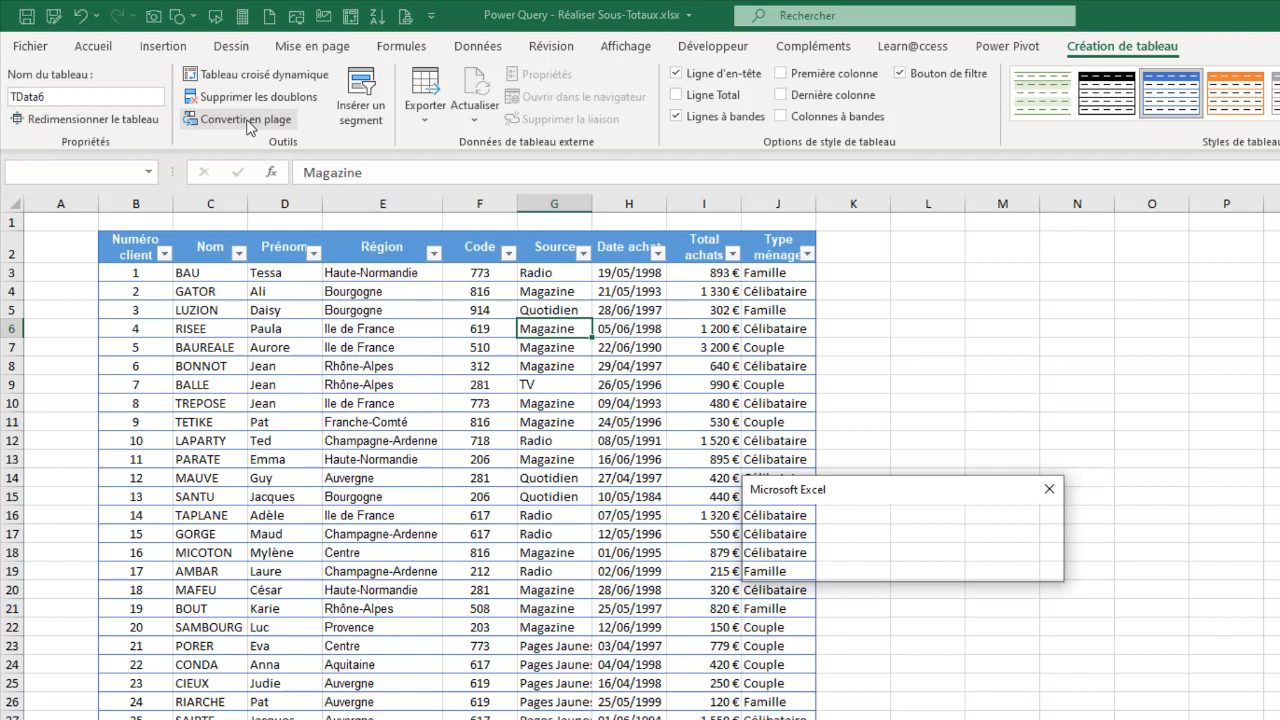 Power Query - Réaliser Sous-Totaux.xlsx
Rechercher
Fichier Accueil Insertion Dessin Mise en page Formules Données Révision Affichage Développeur Compléments Learn@ccess Power Pivot Création de tableau
Nom du tableau :
TData6
Redimensionner le tableau
Propriétés
Tableau croisé dynamique
Supprimer les doublons
Convertir en plage
Insérer un
segment
Outils
Exporter
Actualiser
Propriétés
Ouvrir dans le navigateur
Supprimer la liaison
Données de tableau externe
Ligne d'en-tête Première colonne Bouton de filtre
Ligne Total Dernière colonne
Lignes à bandes Colonnes à bandes
Options de style de tableau
Styles de tableau
fx Magazine
A B C D E F G H I J K L M N O P
1
2 Numéro client Nom Prénom Région Code Source Date achat Total achats Type ménage
3 1 BAU Tessa Haute-Normandie 773 Radio 19/05/1998 893 € Famille
4 2 GATOR Ali Bourgogne 816 Magazine 21/05/1993 1 330 € Célibataire
5 3 LUZION Daisy Bourgogne 914 Quotidien 28/06/1997 302 € Famille
6 4 RISEE Paula Ile de France 619 Magazine 05/06/1998 1 200 € Célibataire
7 5 BAUREALE Aurore Ile de France 510 Magazine 22/06/1990 3 200 € Couple
8 6 BONNOT Jean Rhône-Alpes 312 Magazine 29/04/1997 640 € Célibataire
9 7 BALLE Jean Rhône-Alpes 281 TV 26/05/1996 990 € Couple
10 8 TREPOSE Jean Ile de France 773 Magazine 09/04/1993 480 € Célibataire
11 9 TETIKE Pat Franche-Comté 816 Magazine 24/05/1996 530 € Couple
12 10 LAPARTY Ted Champagne-Ardenne 718 Radio 08/05/1991 1 520 € Célibataire
13 11 PARATE Emma Haute-Normandie 206 Magazine 16/06/1996 895 € Célibataire
14 12 MAUVE Guy Auvergne 281 Quotidien 27/04/1997 420 €
15 13 SANTU Jacques Bourgogne 206 Quotidien 10/05/1984 440 €
Microsoft Excel
16 14 TAPLANE Adèle Ile de France 617 Radio 07/05/1995 1 320 € Célibataire
17 15 GORGE Maud Champagne-Ardenne 617 Radio 12/05/1996 550 € Célibataire
18 16 MICOTON Mylène Centre 816 Magazine 01/06/1995 879 € Célibataire
19 17 AMBAR Laure Champagne-Ardenne 212 Radio 02/06/1999 215 € Famille
20 18 MAFEU César Haute-Normandie 281 Magazine 28/06/1998 320 € Célibataire
21 19 BOUT Karie Rhône-Alpes 508 Magazine 25/05/1997 820 € Famille
22 20 SAMBOURG Luc Provence 203 Magazine 12/06/1999 150 € Couple
23 21 PORER Eva Centre 773 Pages Jaunes 03/04/1997 779 € Couple
24 22 CONDA Anna Aquitaine 617 Pages Jaunes 04/04/1998 420 € Couple
25 23 CIEUX Judie Auvergne 619 Pages Jaunes 16/04/1998 250 € Couple
26 24 RIARCHE Pat Auvergne 619 Pages Jaunes 25/05/1999 120 € Famille